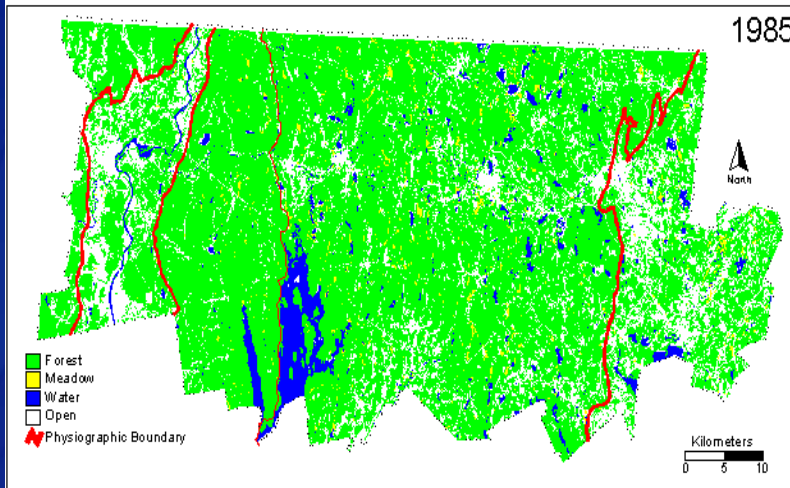 1985
North
Forest
Meadow
Water
Open
Physiographic Boundary
Kilometers
0 5 10